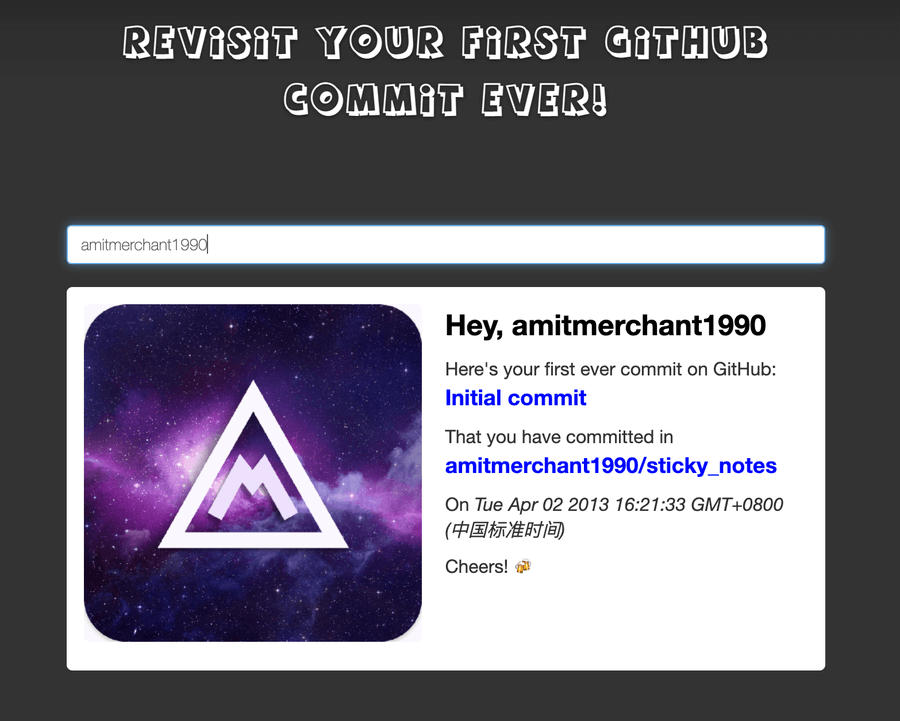 REViSiT YOUR FiRST GiTHUB
COMMiT EVER!
amitmerchant1990
Hey, amitmerchant1990
Here's your first ever commit on GitHub:
Initial commit
That you have committed in
amitmerchant1990/sticky_notes
On Tue Apr 02 2013 16:21:33 GMT+0800
(中国标准时间)
Cheers! 🍻